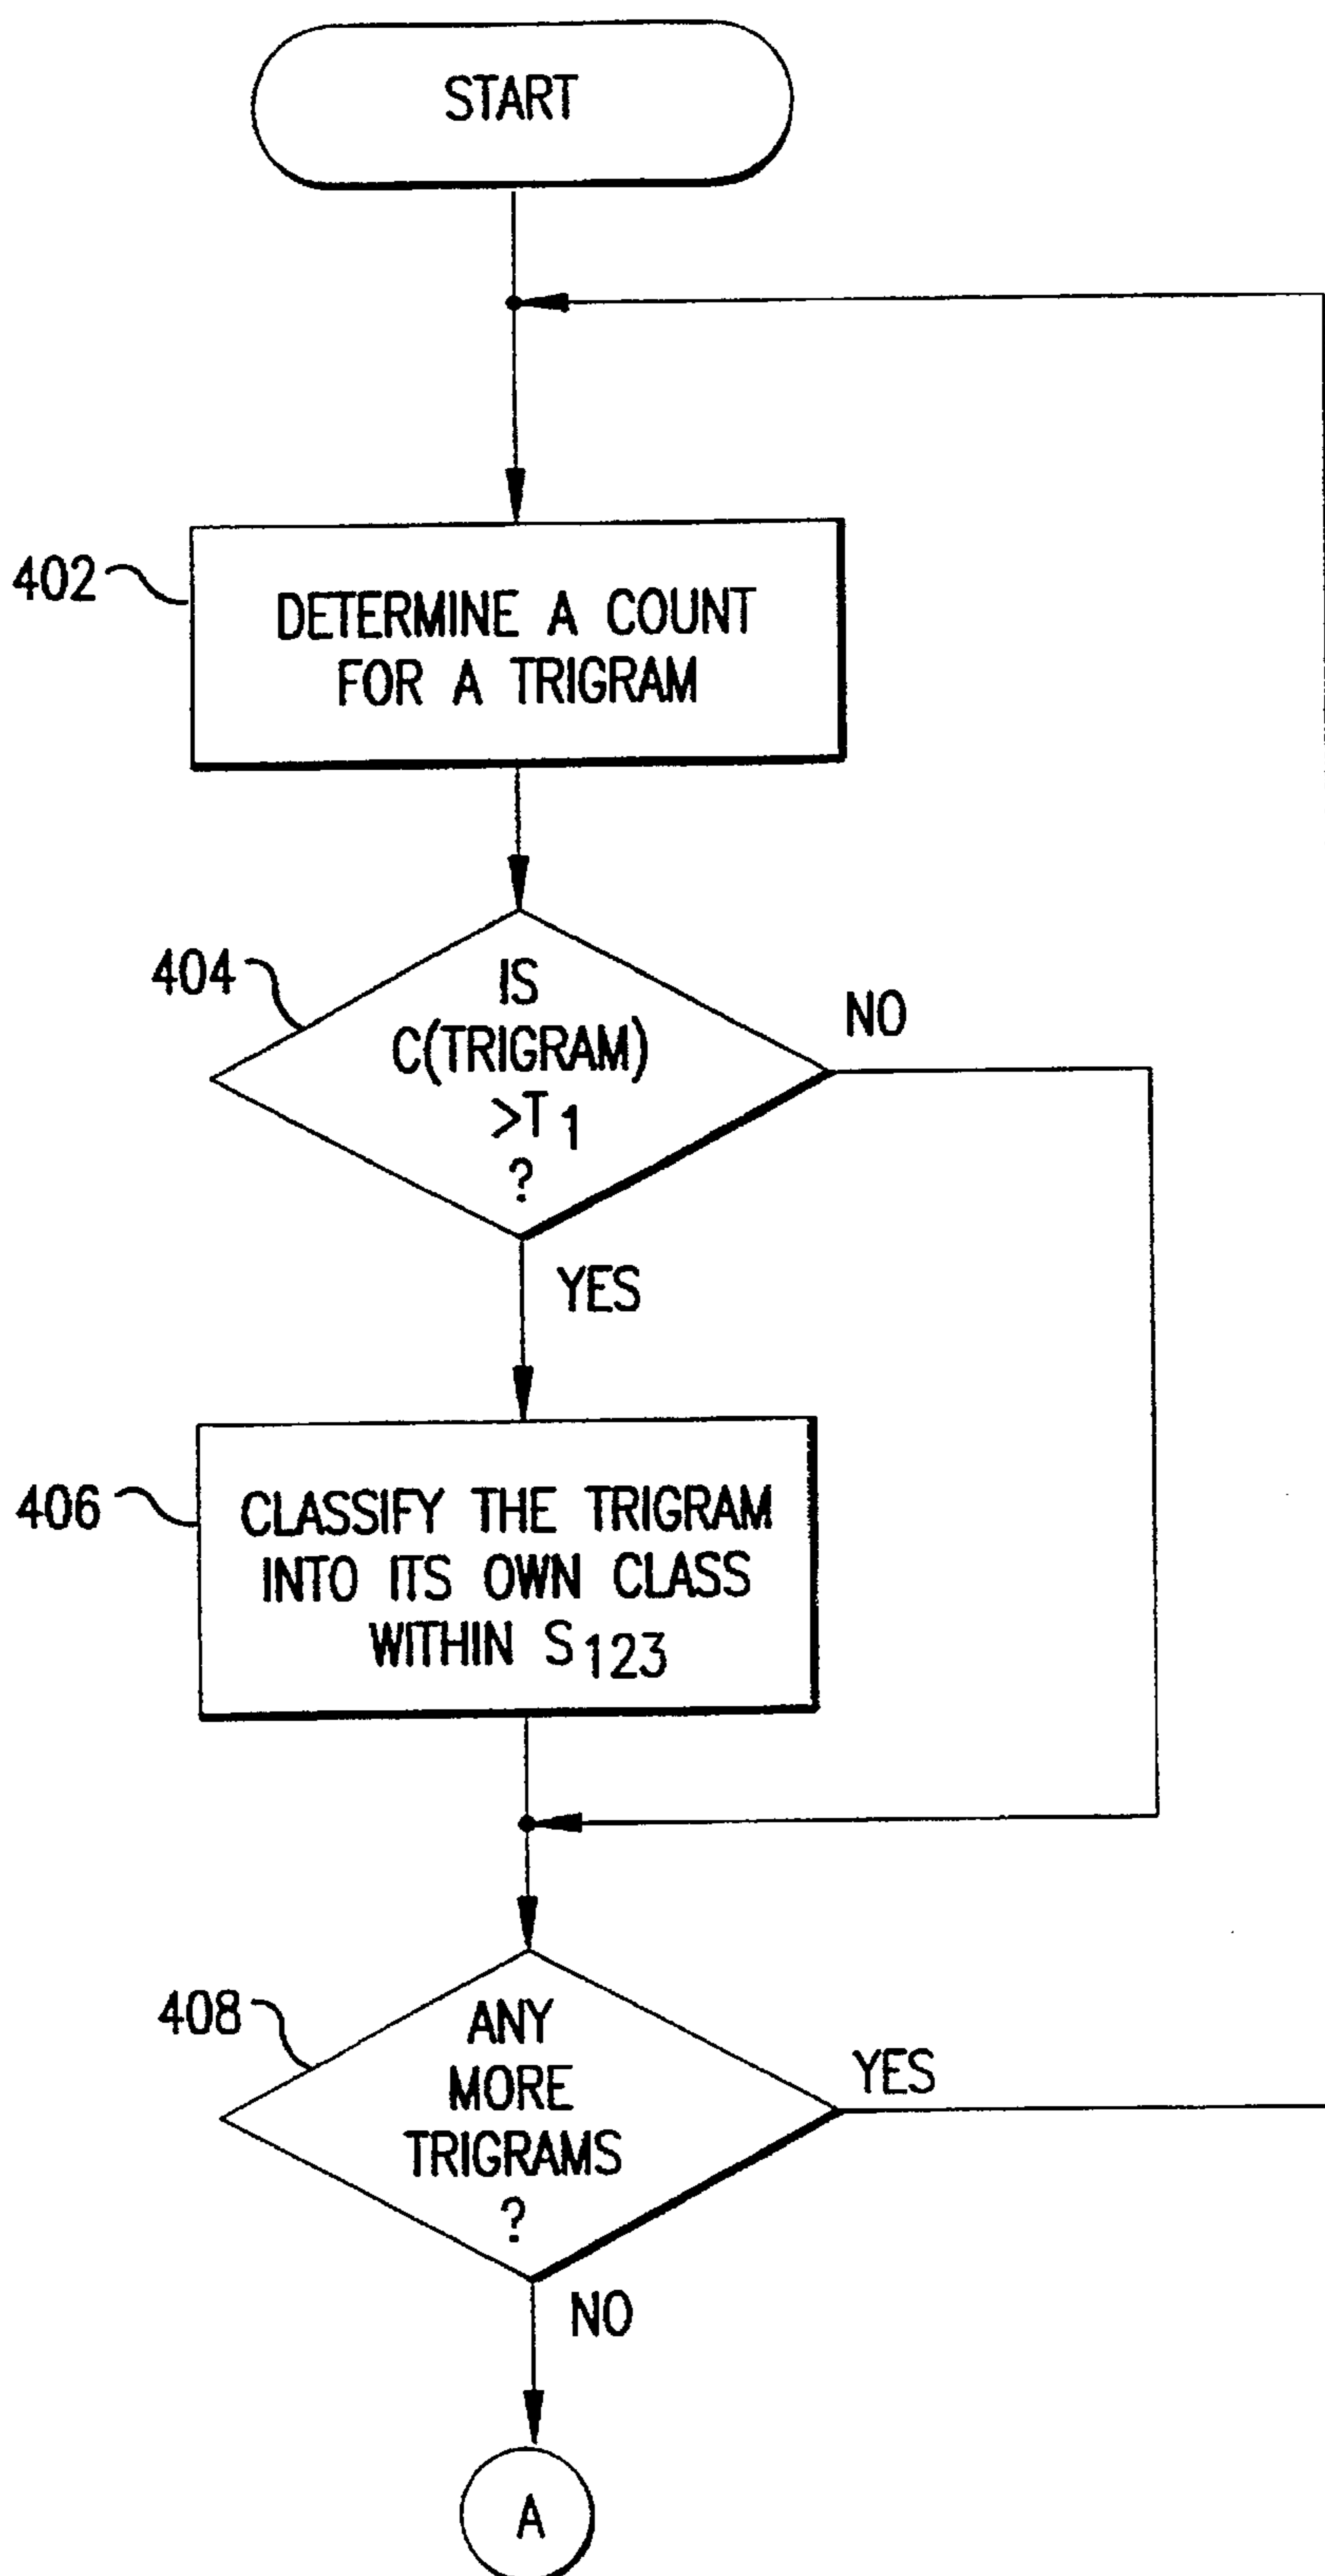 START
402
DETERMINE A COUNT
FOR A TRIGRAM
404
IS
C(TRIGRAM)
>T1
?
NO
YES
406
CLASSIFY THE TRIGRAM
INTO ITS OWN CLASS
WITHIN S123
408
ANY
MORE
TRIGRAMS
?
YES
NO
A